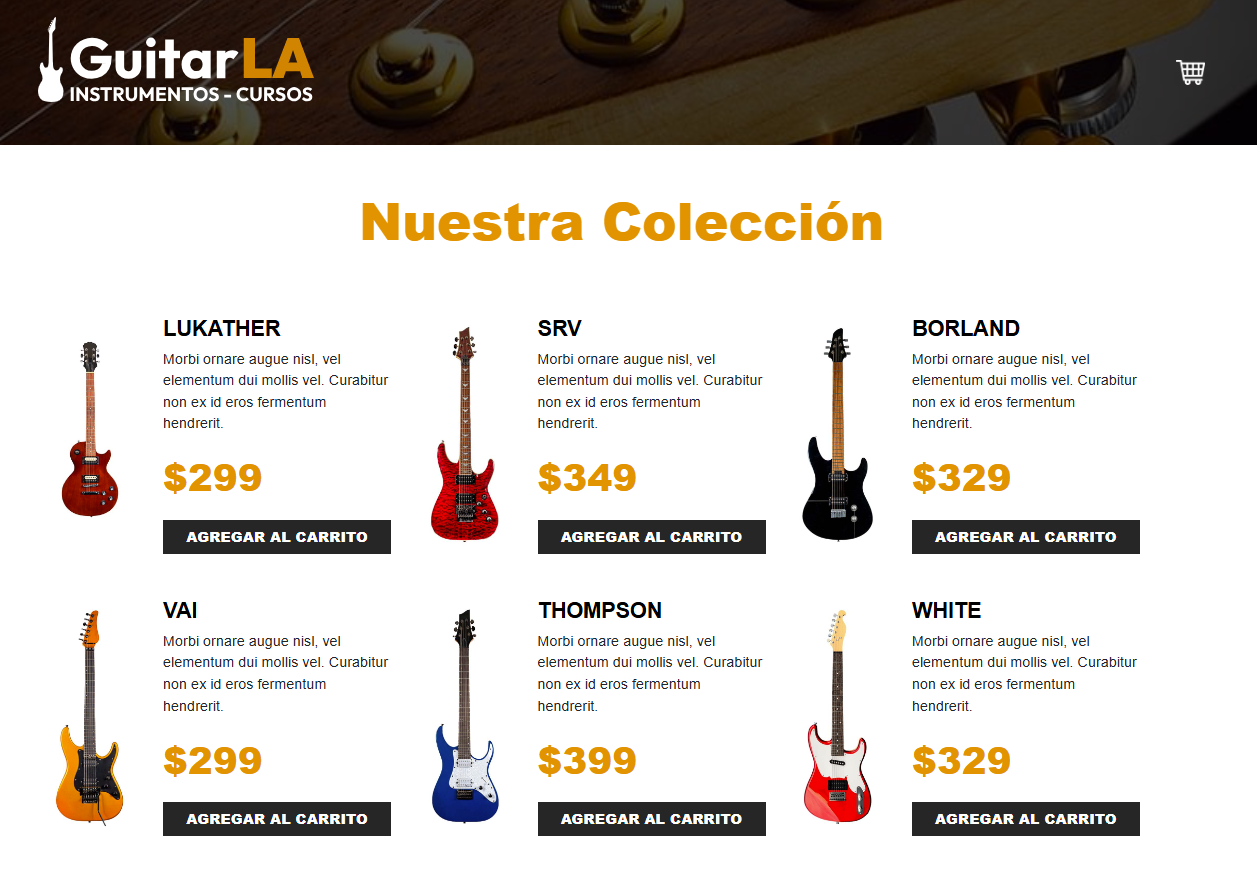 GuitarLA
INSTRUMENTOS - CURSOS
Nuestra Colección
LUKATHER
Morbi ornare augue nisl, vel
elementum dui mollis vel. Curabitur
non ex id eros fermentum
hendrerit.
$299
AGREGAR AL CARRITO
SRV
Morbi ornare augue nisl, vel
elementum dui mollis vel. Curabitur
non ex id eros fermentum
hendrerit.
$349
AGREGAR AL CARRITO
BORLAND
Morbi ornare augue nisl, vel
elementum dui mollis vel. Curabitur
non ex id eros fermentum
hendrerit.
$329
AGREGAR AL CARRITO
VAI
Morbi ornare augue nisl, vel
elementum dui mollis vel. Curabitur
non ex id eros fermentum
hendrerit.
$299
AGREGAR AL CARRITO
THOMPSON
Morbi ornare augue nisl, vel
elementum dui mollis vel. Curabitur
non ex id eros fermentum
hendrerit.
$399
AGREGAR AL CARRITO
WHITE
Morbi ornare augue nisl, vel
elementum dui mollis vel. Curabitur
non ex id eros fermentum
hendrerit.
$329
AGREGAR AL CARRITO